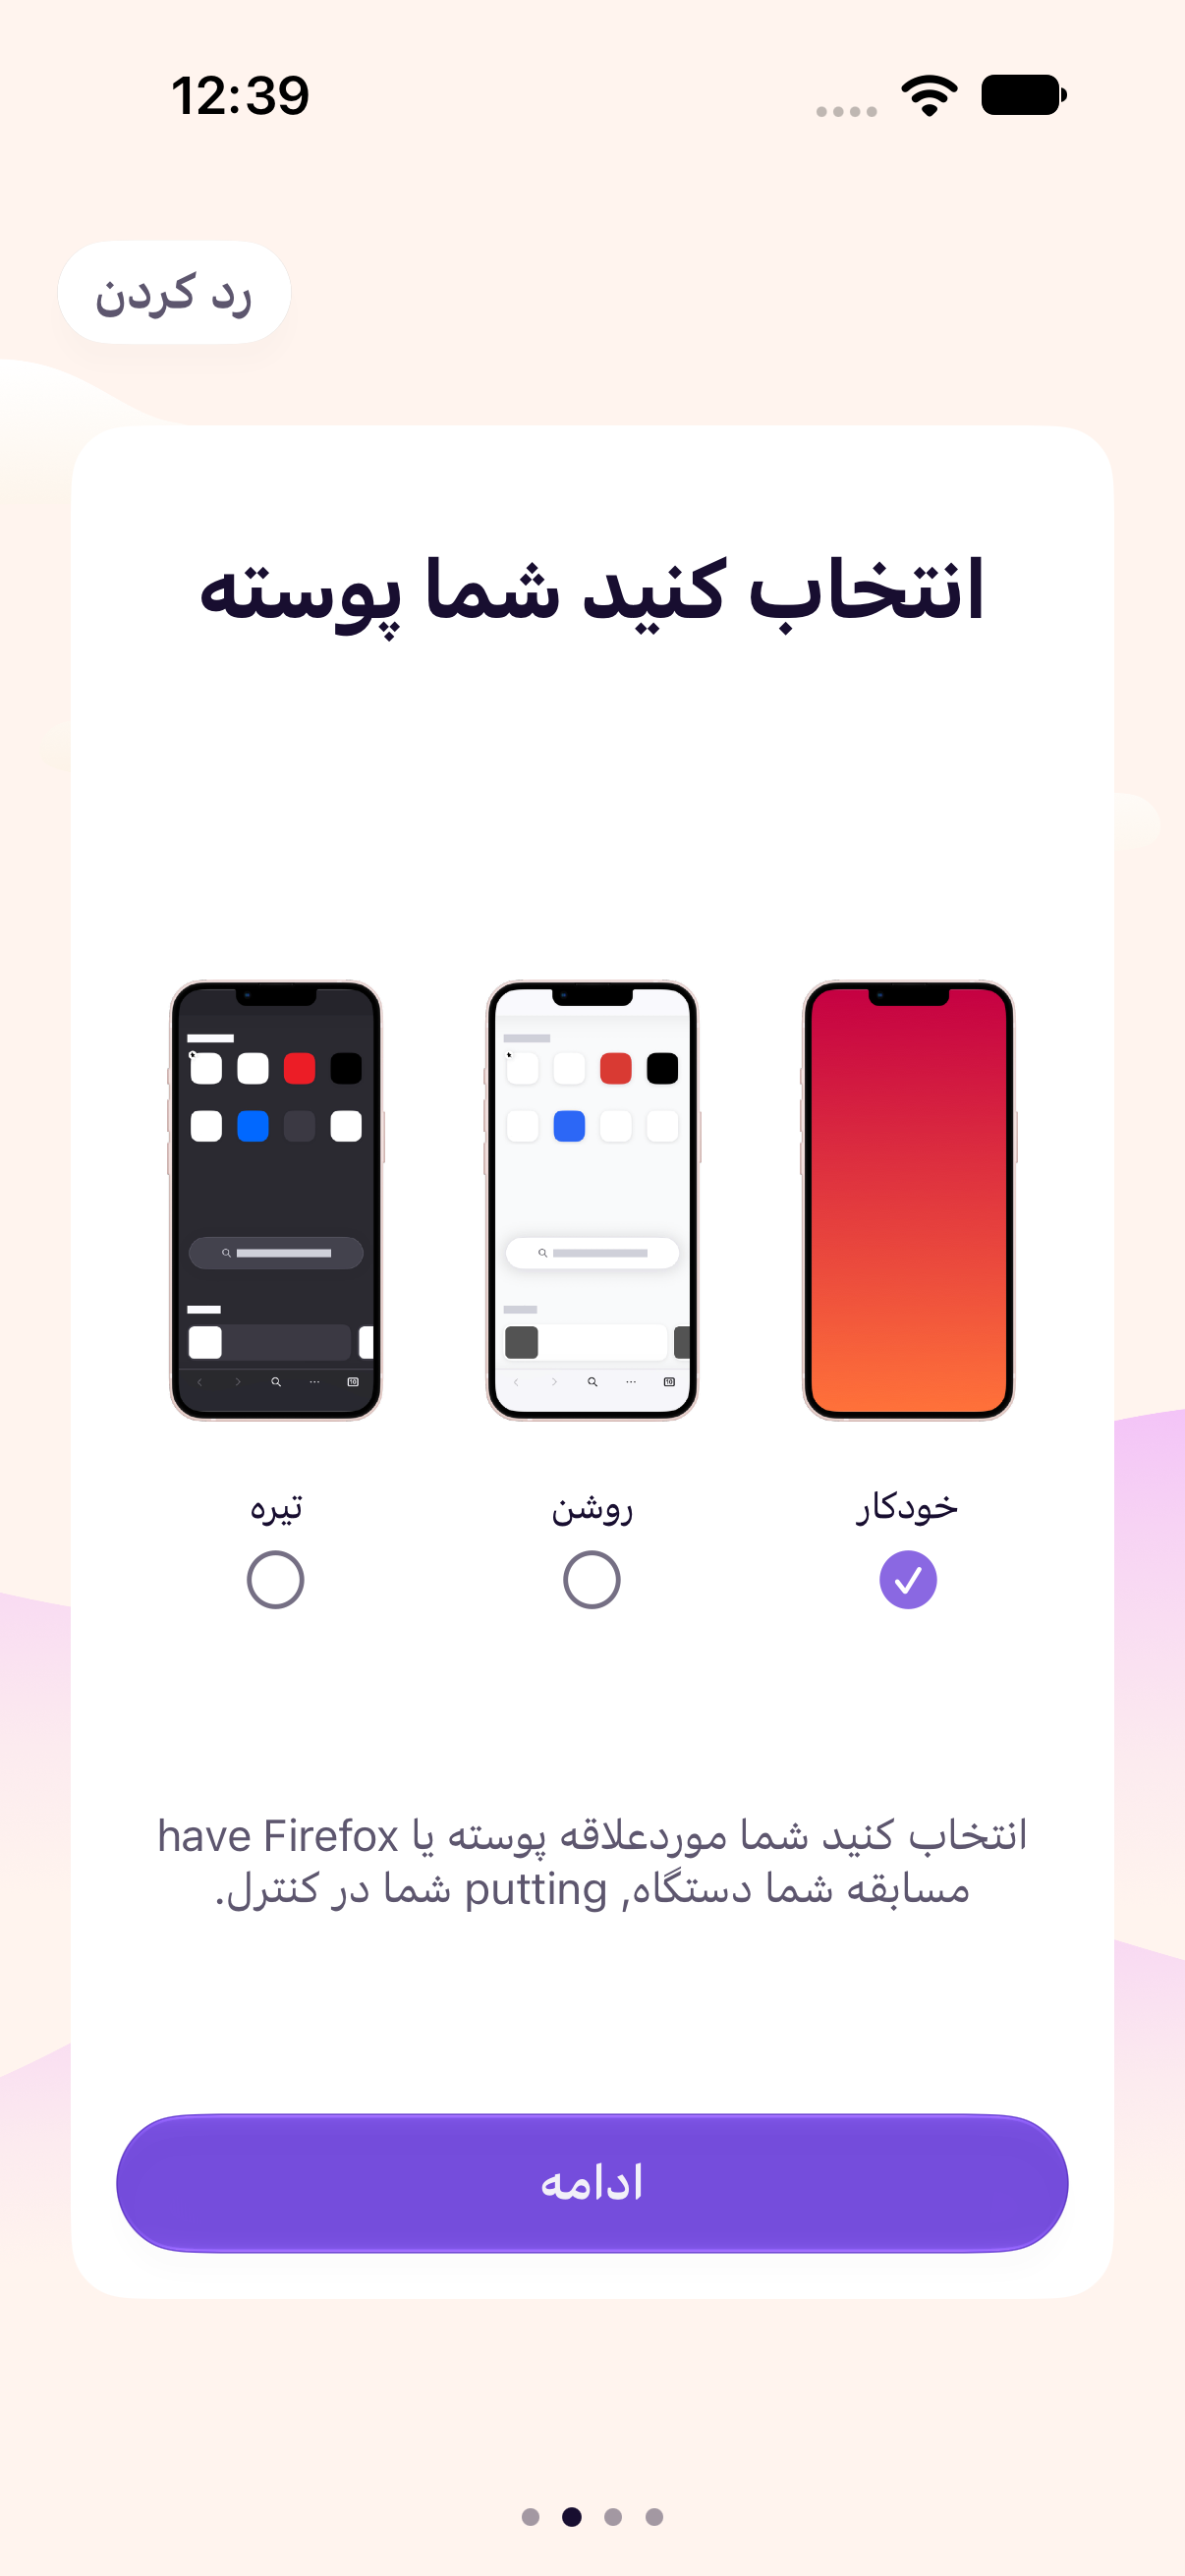 12:39
رد کردن
انتخاب کنید شما پوسته
خودکار
روشن
تیره
انتخاب کنید شما موردعلاقه پوسته یا have Firefox
مسابقه شما دستگاه, putting شما در کنترل.
ادامه